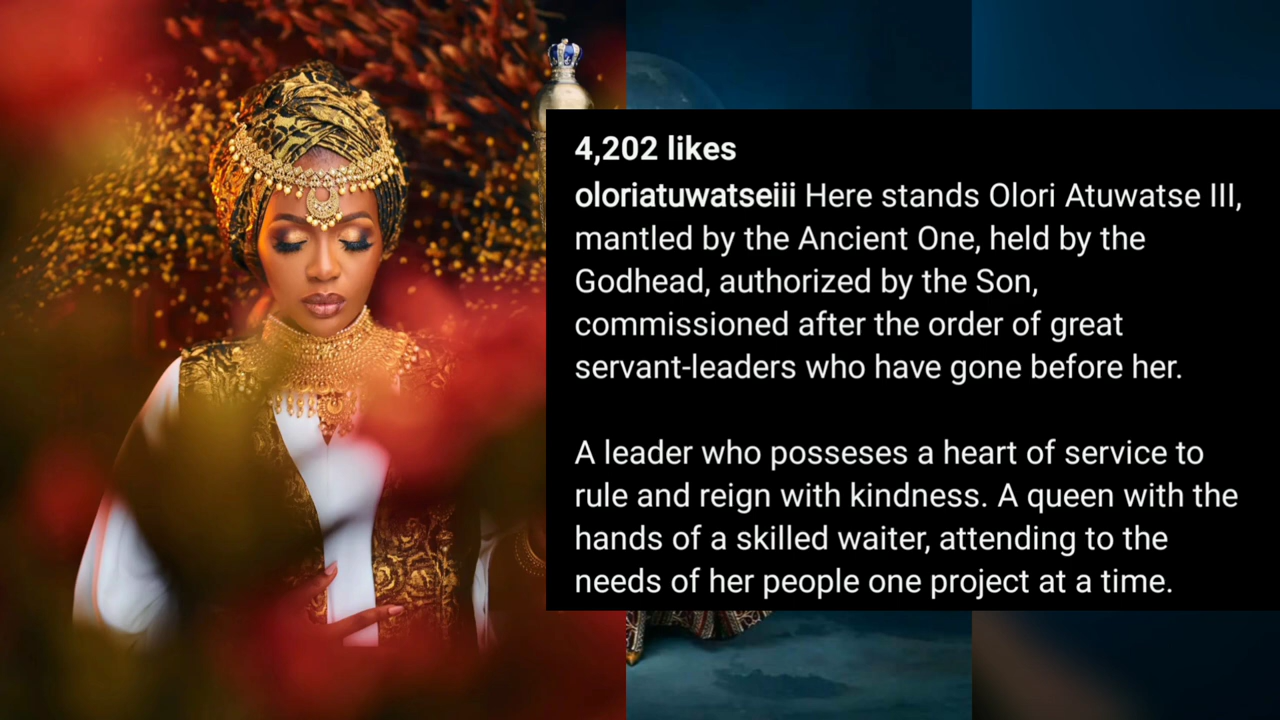 4,202 likes
oloriatuwatseiii Here stands Olori Atuwatse III,
mantled by the Ancient One, held by the
Godhead, authorized by the Son,
commissioned after the order of great
servant-leaders who have gone before her.
A leader who posseses a heart of service to
rule and reign with kindness. A queen with the
hands of a skilled waiter, attending to the
needs of her people one project at a time.